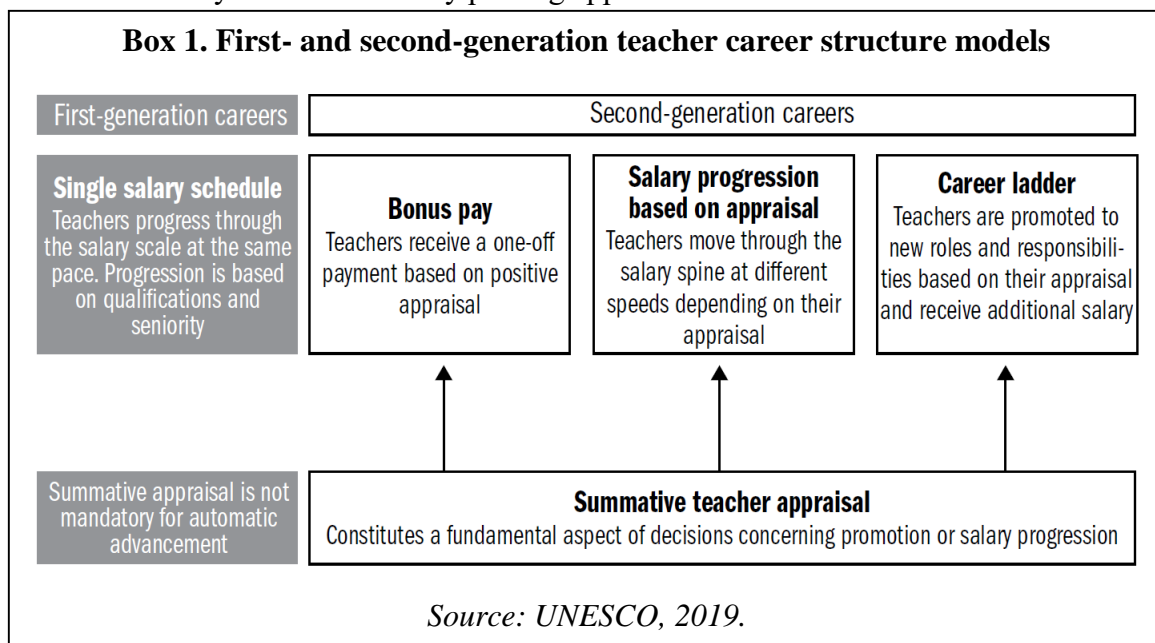 Box 1. First- and second-generation teacher career structure models
First-generation careers
Second-generation careers
Single salary schedule
Teachers progress through
the salary scale at the same
pace. Progression is based
on qualifications and
seniority
Bonus pay
Teachers receive a one-off
payment based on positive
appraisal
Salary progression
based on appraisal
Teachers move through the
salary spine at different
speeds depending on their
appraisal
Career ladder
Teachers are promoted to
new roles and responsibili-
ties based on their appraisal
and receive additional salary
Summative appraisal is not
mandatory for automatic
advancement
Summative teacher appraisal
Constitutes a fundamental aspect of decisions concerning promotion or salary progression
Source: UNESCO, 2019.